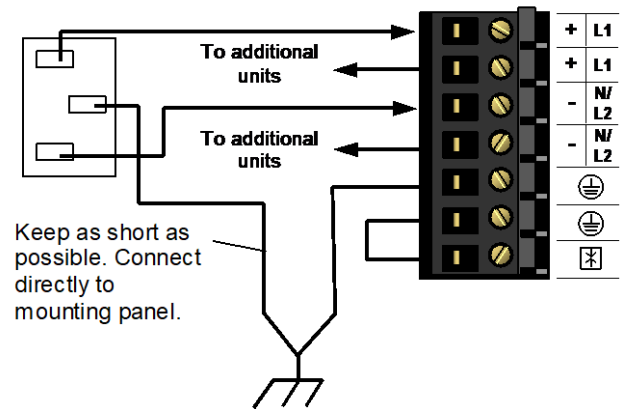 To additional
units
To additional
units
Keep as short as
possible. Connect
directly to
mounting panel.
+ L1
+ L1
- N/
L2
- N/
L2